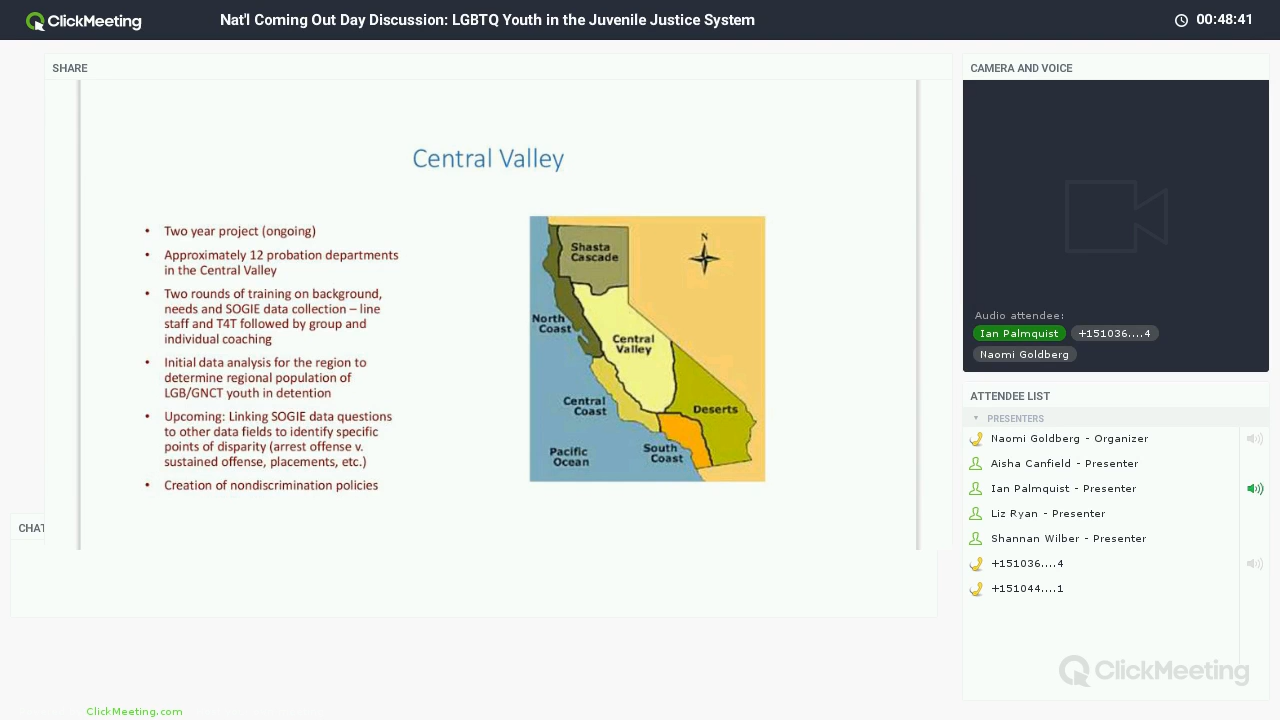 ClickMeeting
Nat'l Coming Out Day Discussion: LGBTQ Youth in the Juvenile Justice System
00:48:41
SHARE
Central Valley
• Two year project (ongoing)
• Approximately 12 probation departments
in the Central Valley
• Two rounds of training on background,
needs and SOGIE data collection – line
staff and T4T followed by group and
individual coaching
• Initial data analysis for the region to
determine regional population of
LGB/GNCT youth in detention
• Upcoming: Linking SOGIE data questions
to other data fields to identify specific
points of disparity (arrest offense v.
sustained offense, placements, etc.)
• Creation of nondiscrimination policies
N
Shasta
Cascade
North
Coast
Central
Valley
Central
Coast
Deserts
South
Coast
Pacific
Ocean
CHAT
CAMERA AND VOICE
Audio attendee:
Ian Palmquist
+151036....4
Naomi Goldberg
ATTENDEE LIST
PRESENTERS
Naomi Goldberg - Organizer
Aisha Canfield - Presenter
Ian Palmquist - Presenter
Liz Ryan - Presenter
Shannan Wilber - Presenter
+151036....4
+151044....1
ClickMeeting
ClickMeeting.com